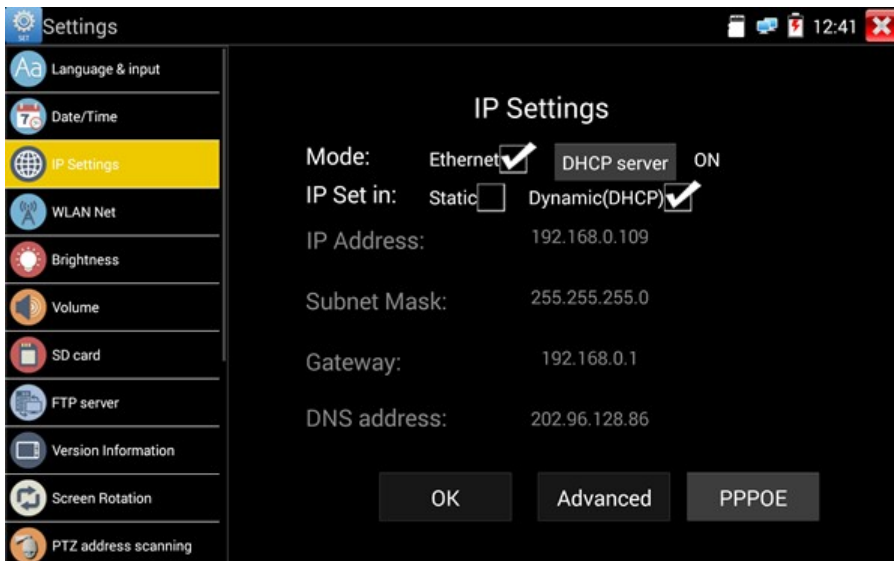 SET
Settings
12:41
Language & input
Date/Time
IP Settings
WLAN Net
Brightness
Volume
SD card
FTP server
Version Information
Screen Rotation
PTZ address scanning
IP Settings
Mode: Ethernet DHCP server ON
IP Set in: Static Dynamic(DHCP)
IP Address: 192.168.0.109
Subnet Mask: 255.255.255.0
Gateway: 192.168.0.1
DNS address: 202.96.128.86
OK Advanced PPPOE